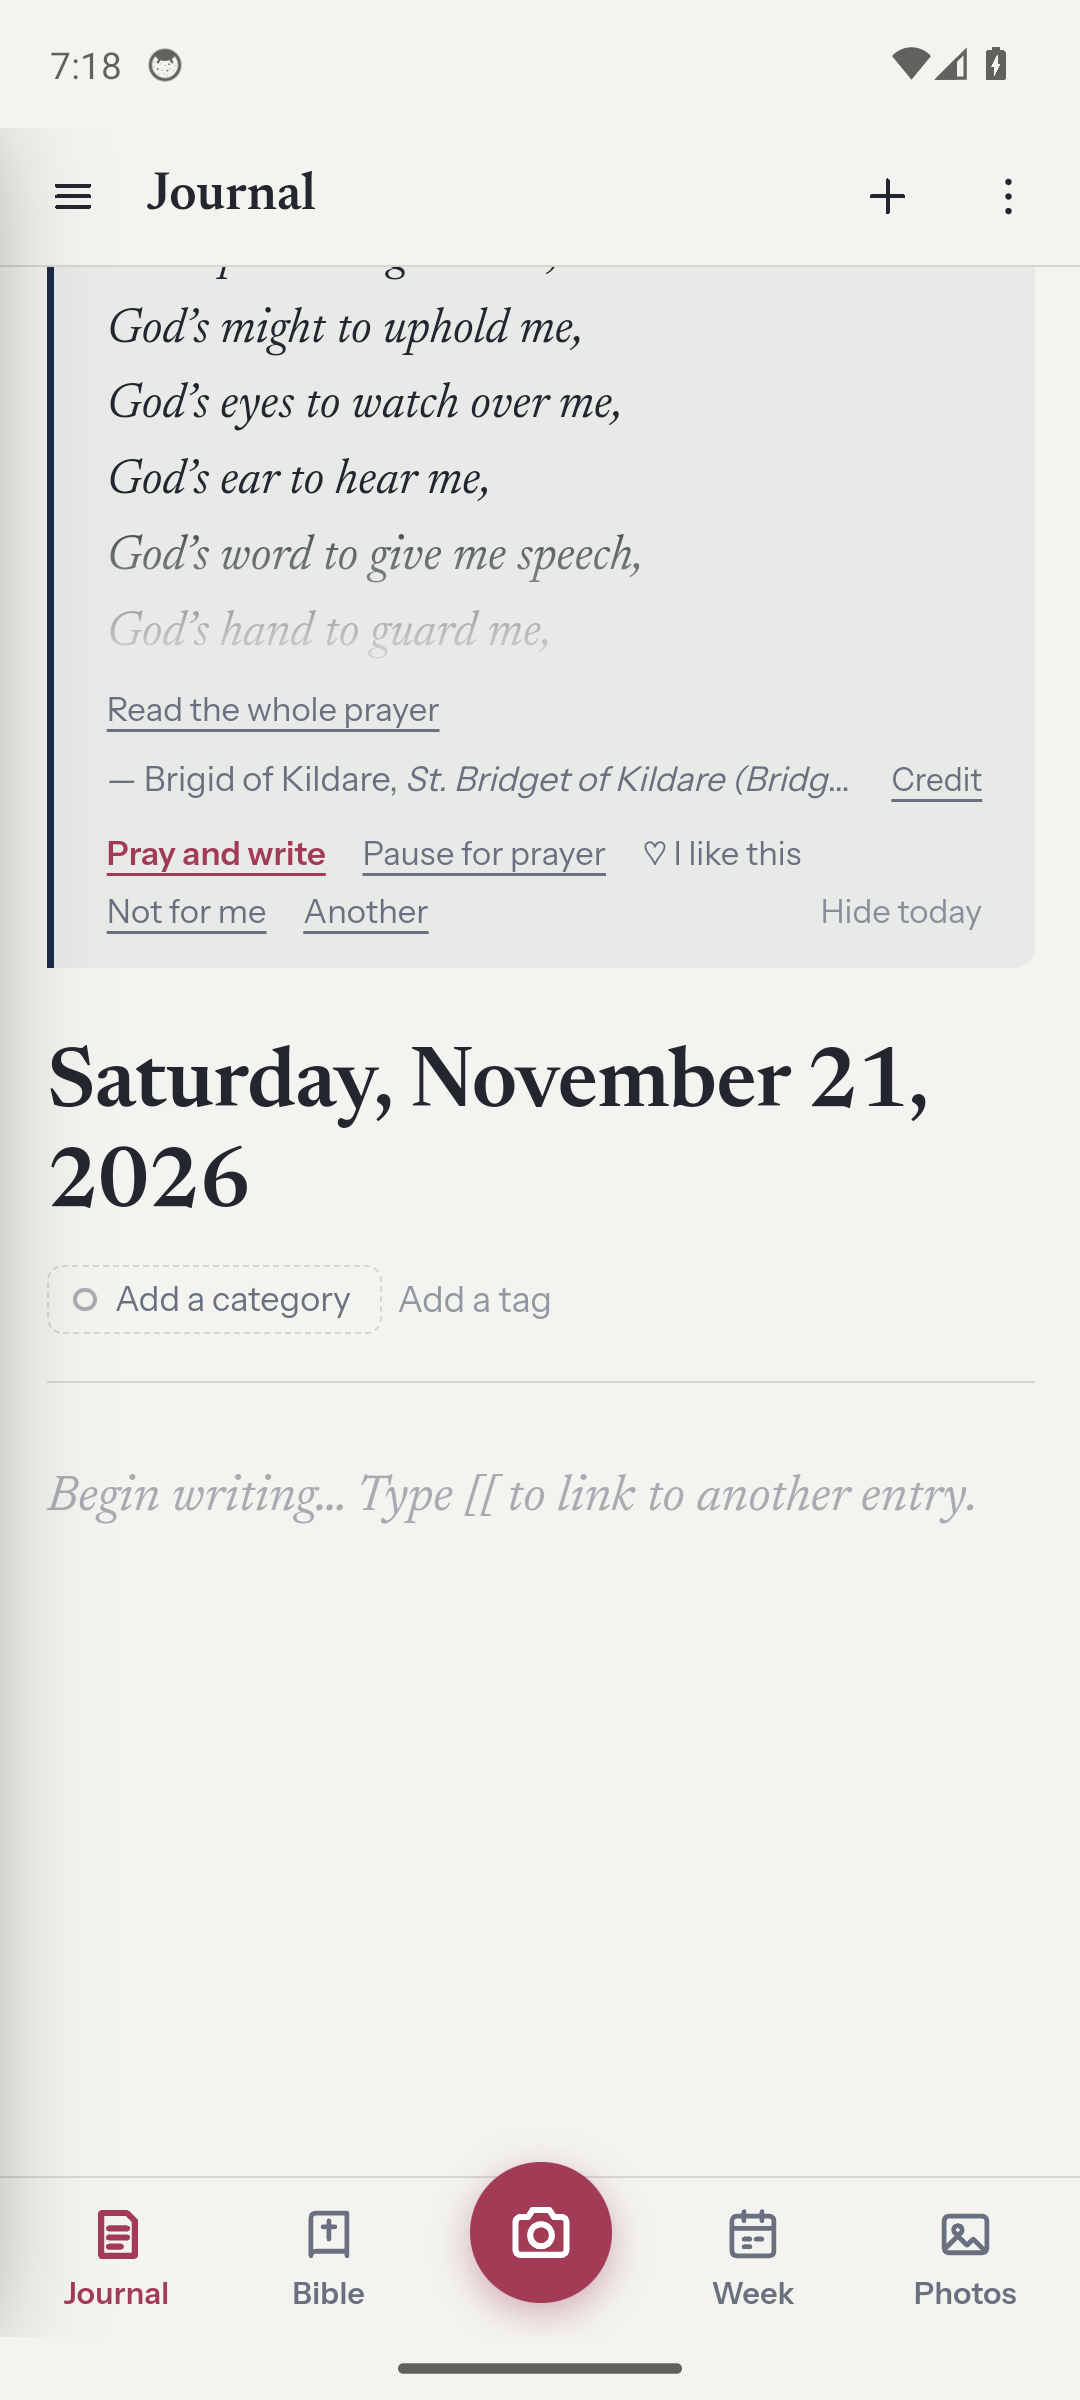 7:18
Journal
God’s might to uphold me,
God’s eyes to watch over me,
God’s ear to hear me,
God’s word to give me speech,
God’s hand to guard me,
Read the whole prayer
— Brigid of Kildare, St. Bridget of Kildare (Bridg... Credit
Pray and write Pause for prayer ♡ I like this
Not for me Another Hide today
Saturday, November 21,
2026
Add a category Add a tag
Begin writing... Type [[ to link to another entry.
Journal Bible Week Photos